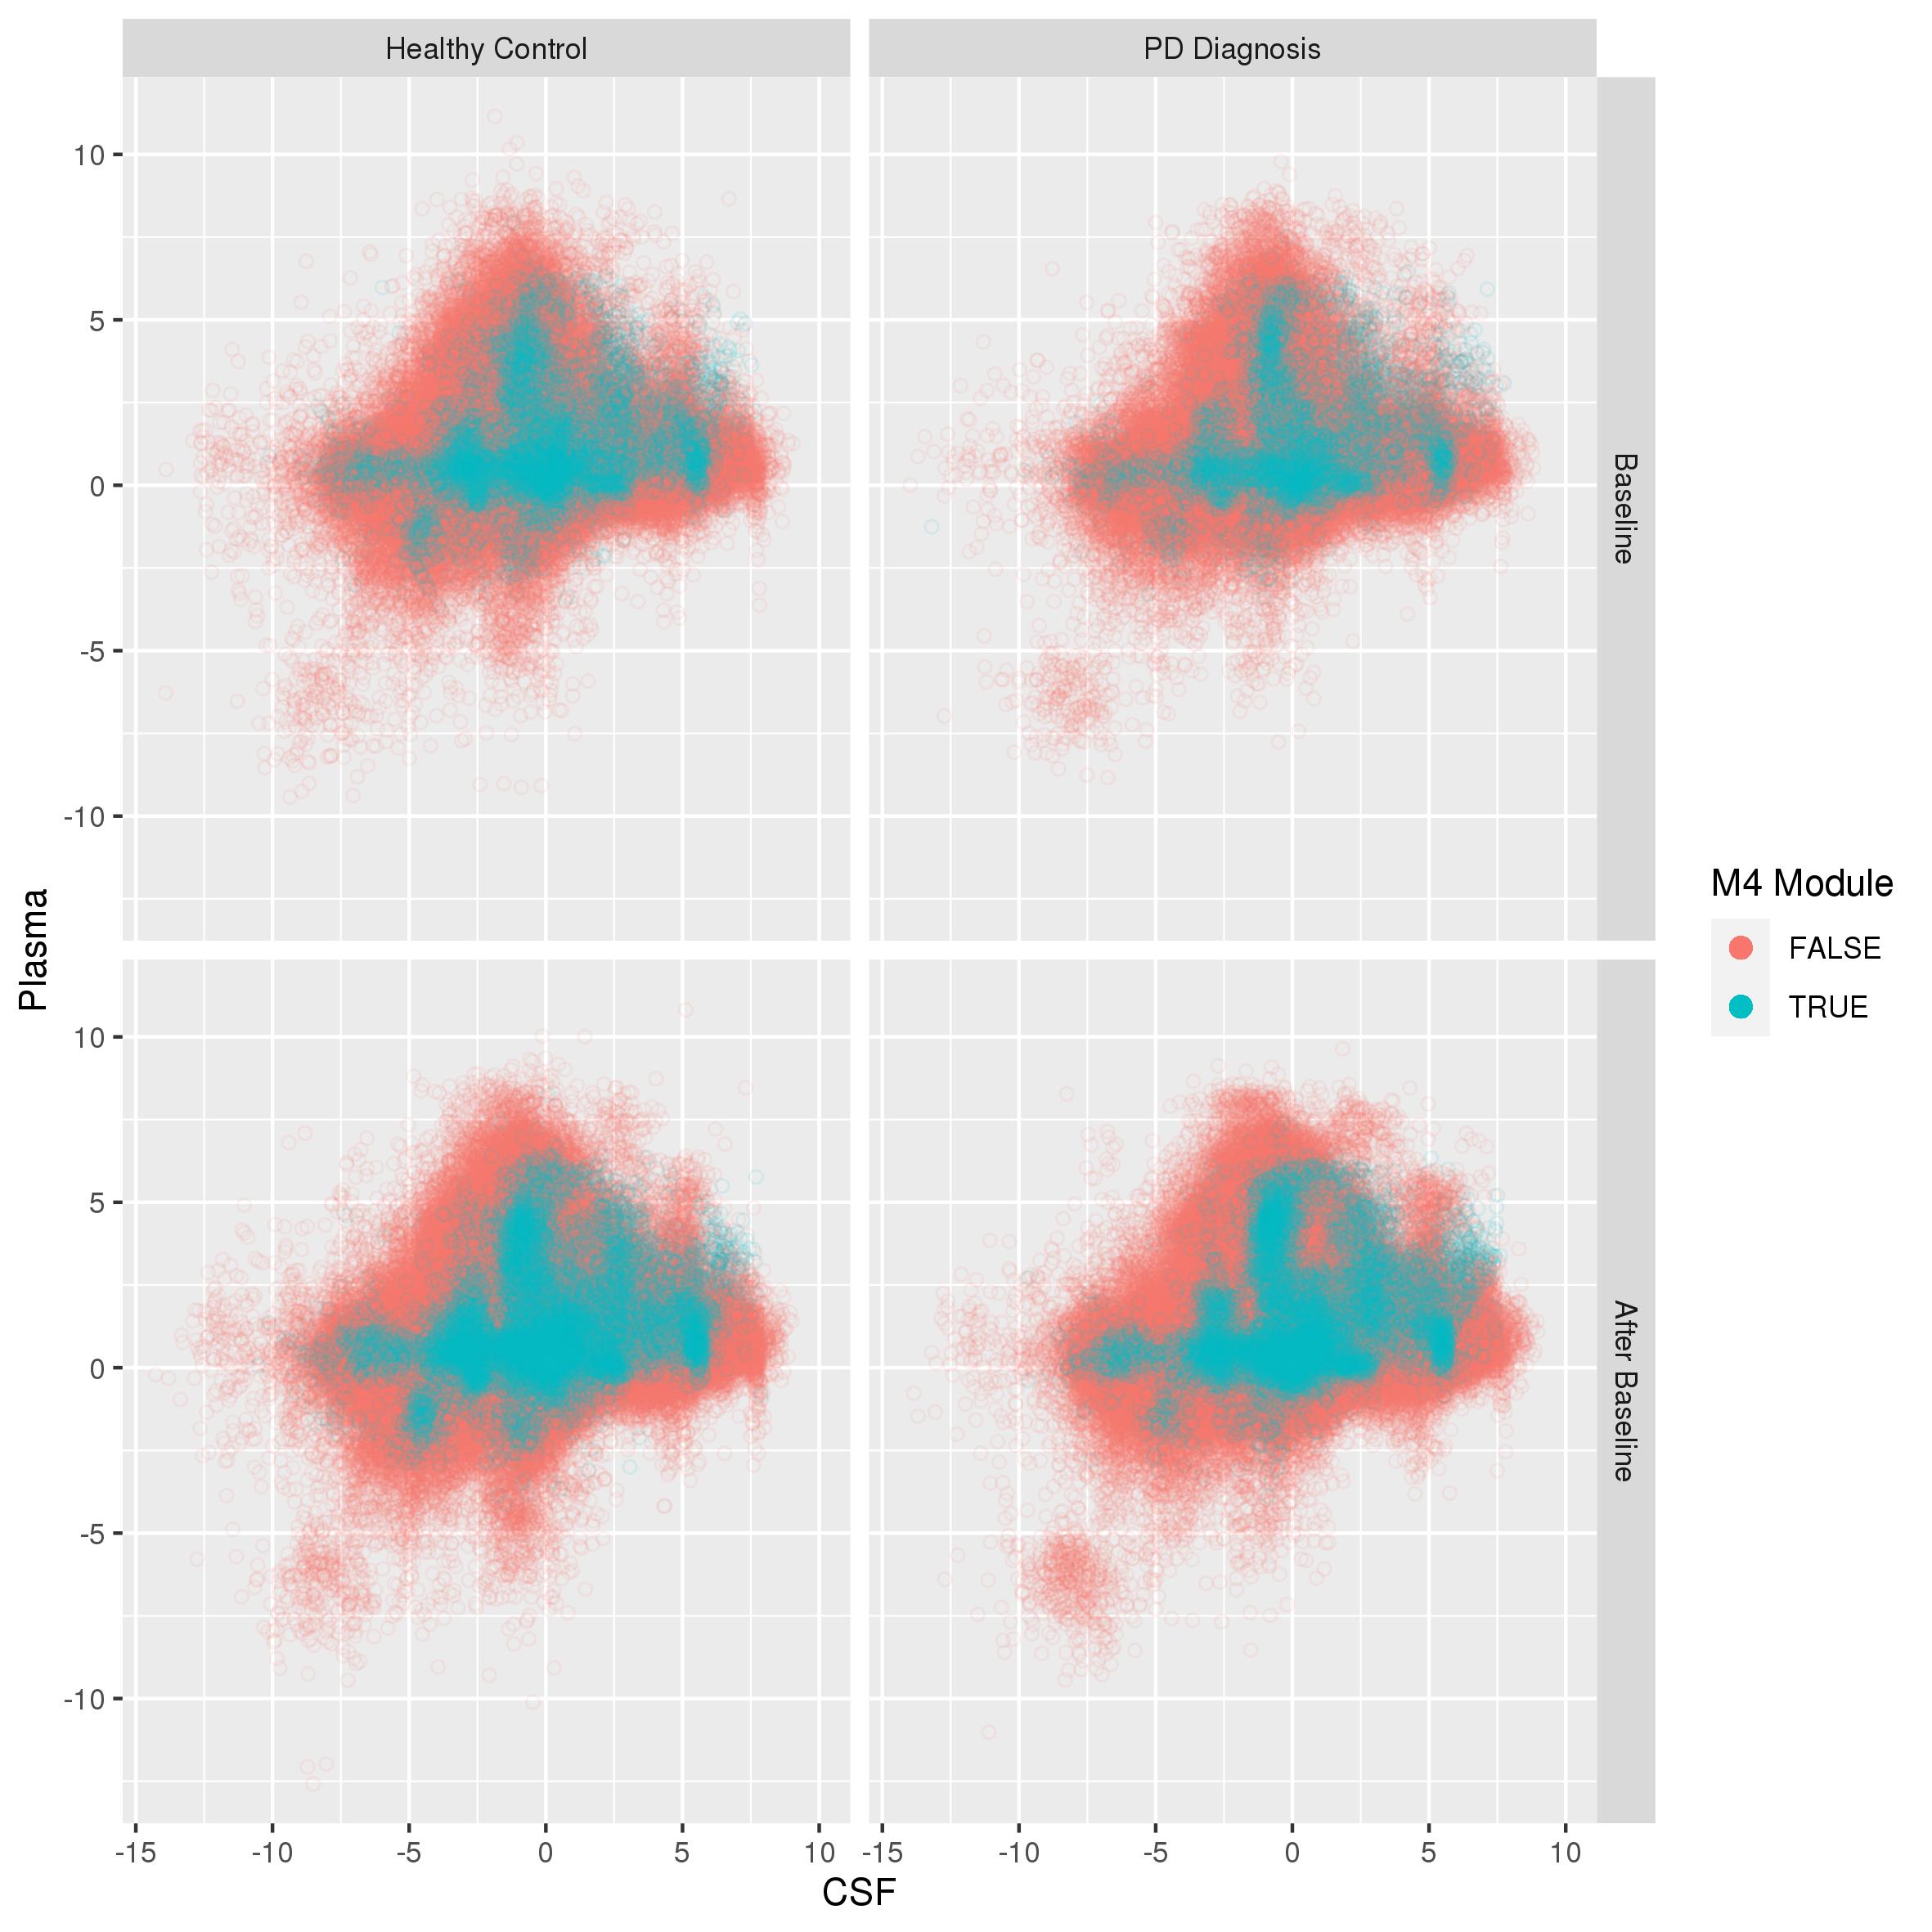 Healthy Control
PD Diagnosis
10
5
0
-5
-10
Baseline
10
5
0
-5
-10
After Baseline
-15 -10 -5 0 5 10
-15 -10 -5 0 5 10
CSF
Plasma
M4 Module
FALSE
TRUE